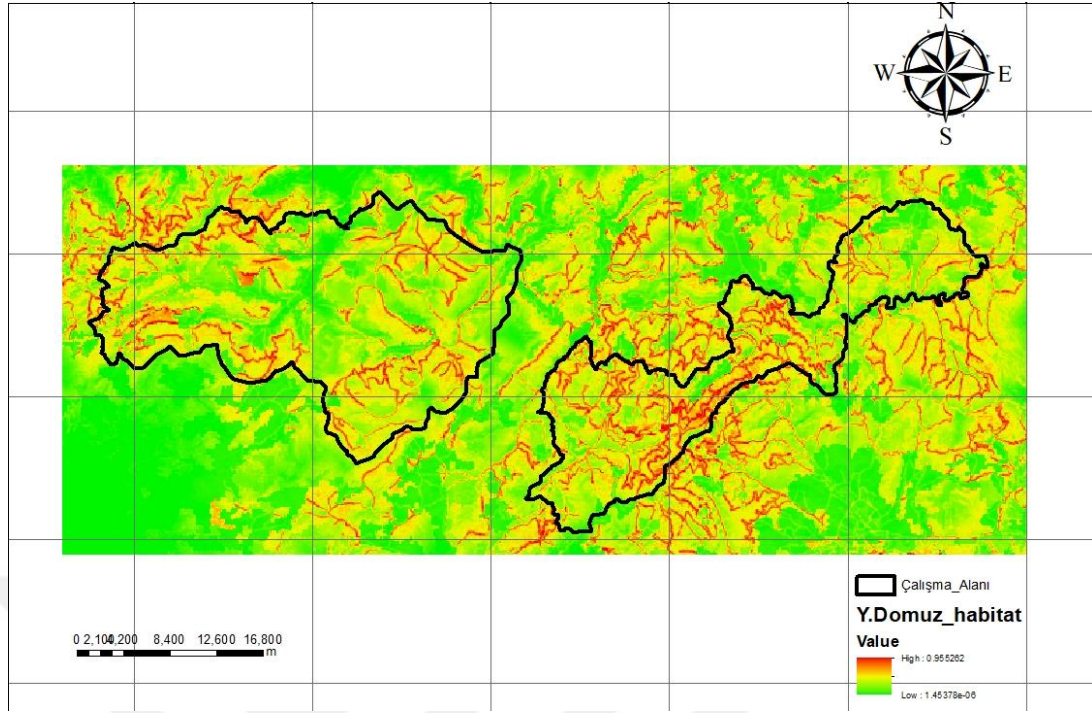 N
W E
S
Çalışma_Alanı
Y.Domuz_habitat
Value
High : 0.955262
Low : 1.45378e-06
0 2,100 4,200 8,400 12,600 16,800
m